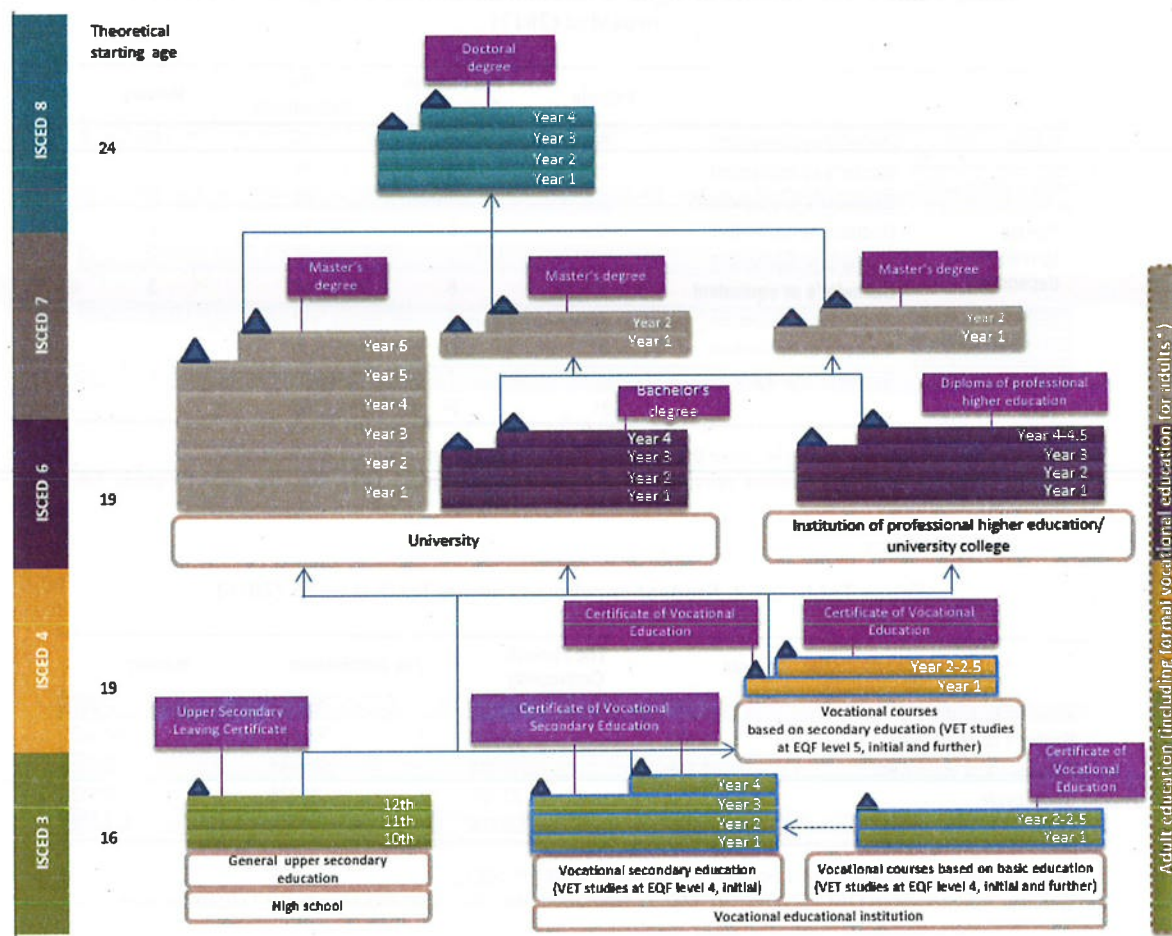 Theoretical
starting age
ISCED 8
24
Doctoral
degree
Year 4
Year 3
Year 2
Year 1
ISCED 7
Master's
degree
Master's degree
Master's degree
Year 6
Year 5
Year 4
Year 3
Year 2
Year 1
Year 2
Year 1
Year 2
Year 1
ISCED 6
19
Bachelor's
degree
Diploma of professional
higher education
Year 4
Year 3
Year 2
Year 1
Year 4-4.5
Year 3
Year 2
Year 1
University
Institution of professional higher education/
university college
ISCED 4
19
Certificate of Vocational
Education
Certificate of Vocational
Education
Year 2-2.5
Year 1
Vocational courses
based on secondary education (VET studies
at EQF level 5, initial and further)
ISCED 3
16
Upper Secondary
Leaving Certificate
Certificate of Vocational
Secondary Education
Certificate of
Vocational
Education
12th
11th
10th
Year 4
Year 3
Year 2
Year 1
Year 2-2.5
Year 1
General upper secondary
education
High school
Vocational secondary education
(VET studies at EQF level 4, initial)
Vocational courses based on basic education
(VET studies at EQF level 4, initial and further)
Vocational educational institution
Adult education (including formal vocational education for adults*)